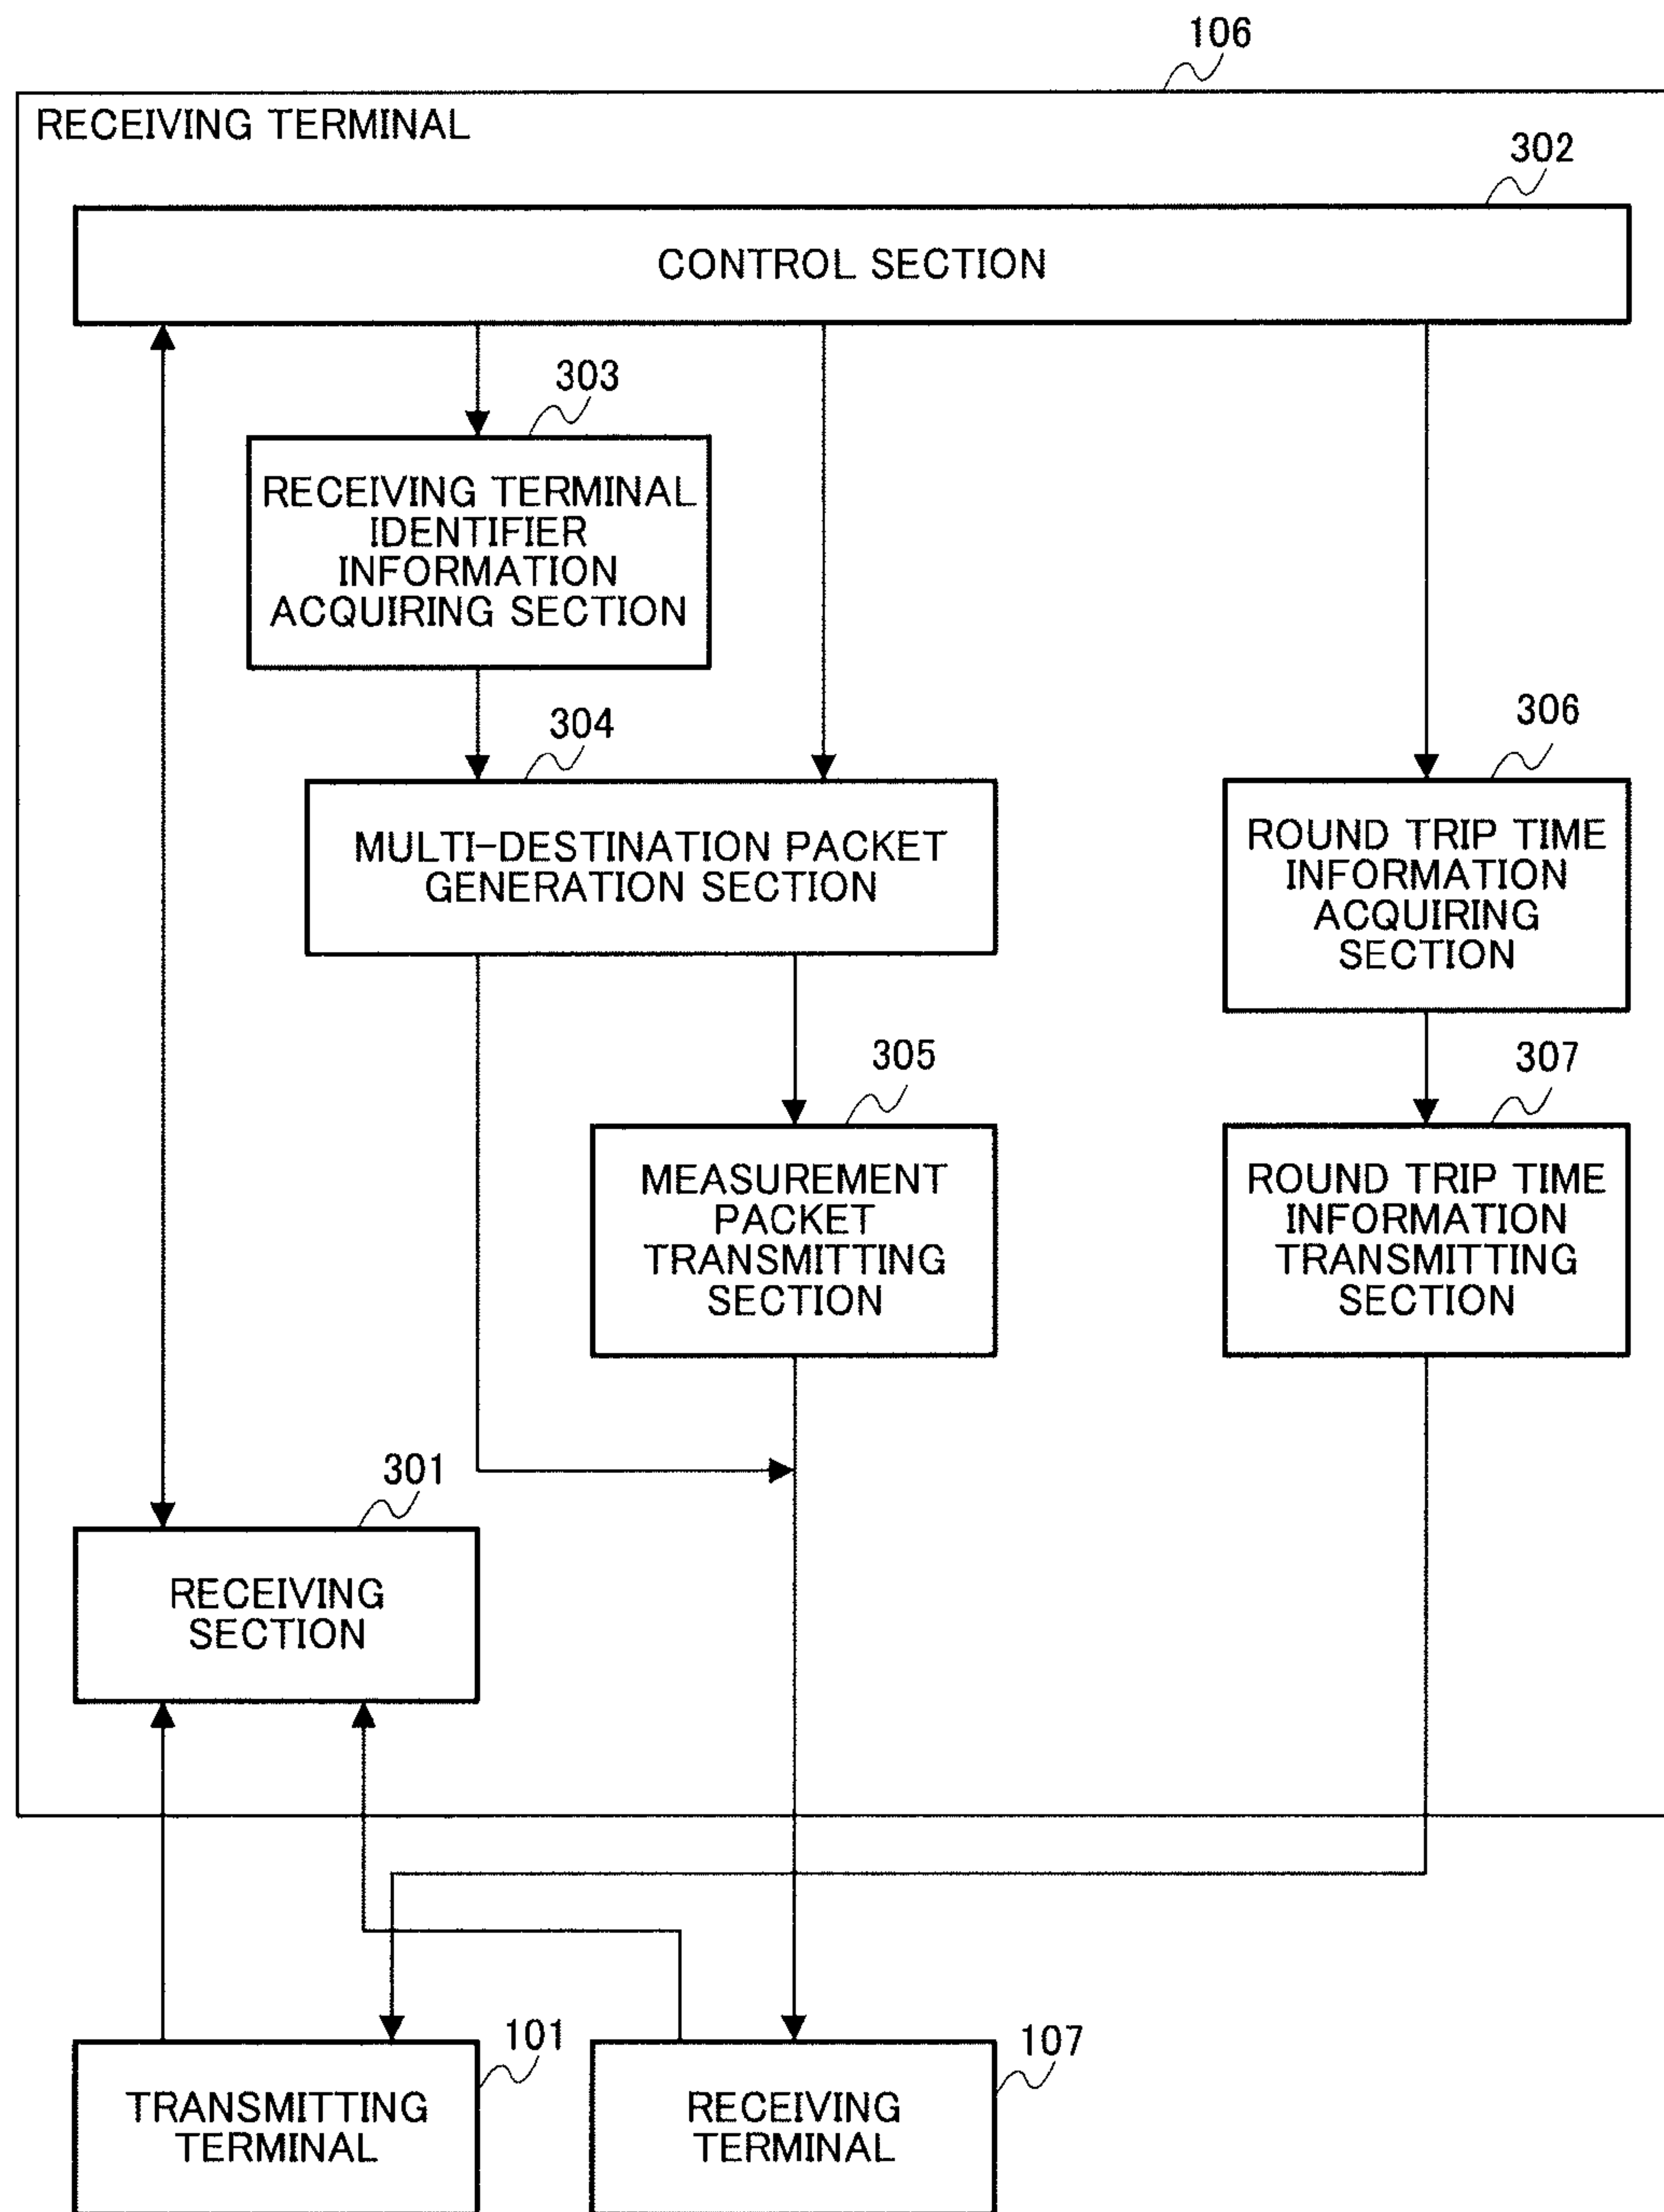 106
RECEIVING TERMINAL
302
CONTROL SECTION
303
RECEIVING TERMINAL
IDENTIFIER
INFORMATION
ACQUIRING SECTION
304
MULTI-DESTINATION PACKET
GENERATION SECTION
306
ROUND TRIP TIME
INFORMATION
ACQUIRING
SECTION
305
MEASUREMENT
PACKET
TRANSMITTING
SECTION
307
ROUND TRIP TIME
INFORMATION
TRANSMITTING
SECTION
301
RECEIVING
SECTION
101
TRANSMITTING
TERMINAL
107
RECEIVING
TERMINAL